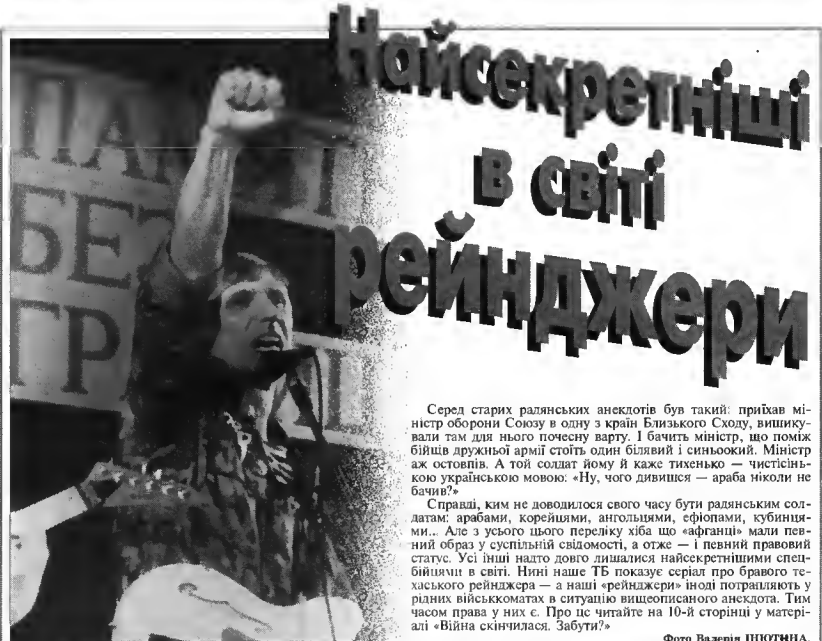 Найсекретніші
в світі
рейнджери
БЕЗ
Серед старих радянських анекдотів був такий: приїхав мі-
ністр оборони Союзу в одну з країн Близького Сходу, вишику-
вали там для нього почесну варту. І бачить міністр, що поміж
бійців дружньої армії стоїть один білявий і синьоокий. Міністр
аж остовпів. А той солдат йому й каже тихенько — чистісінь-
кою українською мовою: «Ну, чого дивишся — араба ніколи не
бачив?»
Справді, ким не доводилося свого часу бути радянським сол-
датам: арабами, корейцями, ангольцями, ефіопами, кубинця-
ми... Але з усього цього переліку хіба що «афганці» мали пев-
ний образ у суспільній свідомості, а отже — і певний правовий
статус. Усі інші надто довго лишалися найсекретнішими спец-
бійцями в світі. Нині наше ТБ показує серіал про бравого те-
хаського рейнджера — а наші «рейнджери» іноді потрапляють у
рідних військкоматах в ситуацію вищеописаного анекдота. Тим
часом права у них є. Про це читайте на 10-й сторінці у матері-
алі «Війна скінчилася. Забути?»
Фото Валерія ІНЮТИНА.